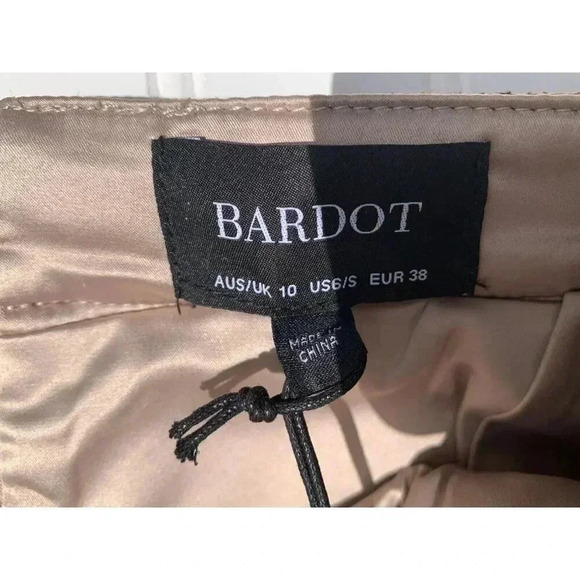 BARDOT
AUS/UK 10 US6/S EUR 38
MADE IN
CHINA